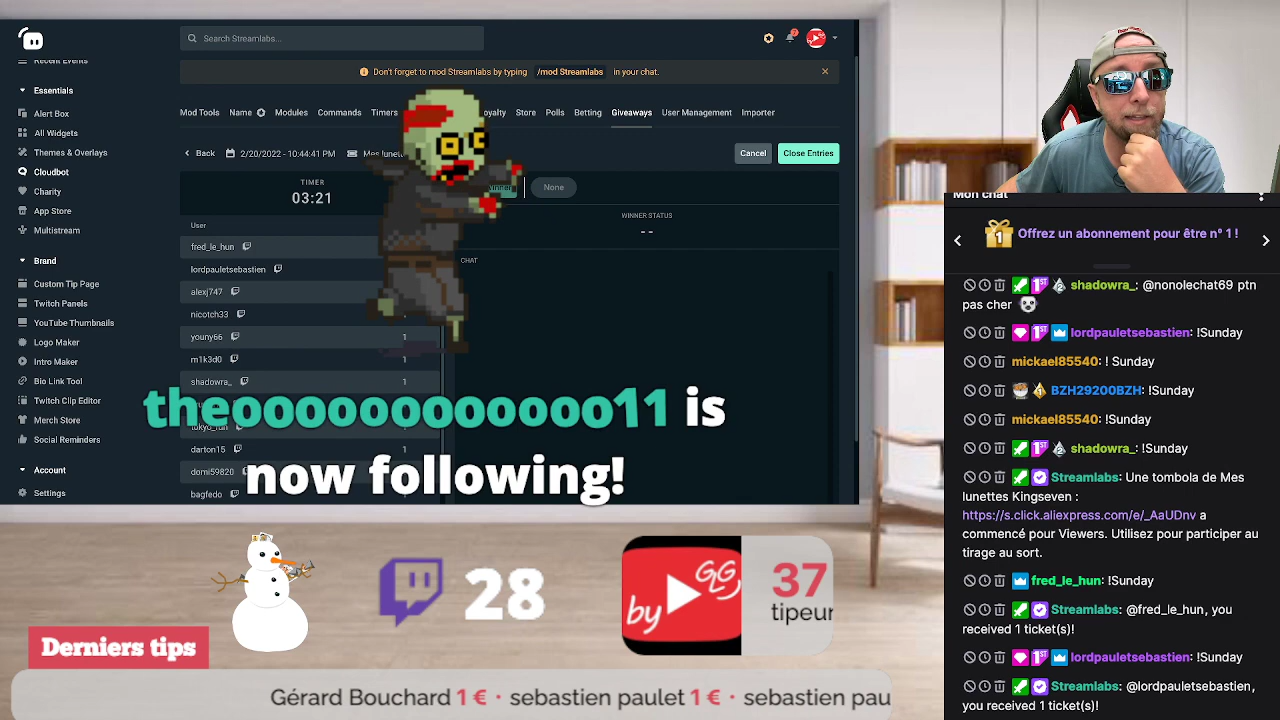 Search Streamlabs...
Don't forget to mod Streamlabs by typing /mod Streamlabs in your chat.
Recent Events
Essentials
Alert Box
All Widgets
Themes & Overlays
Cloudbot
Charity
App Store
Multistream
Brand
Custom Tip Page
Twitch Panels
YouTube Thumbnails
Logo Maker
Intro Maker
Bio Link Tool
Twitch Clip Editor
Merch Store
Social Reminders
Account
Settings
Mod Tools Name Modules Commands Timers Store Polls Betting Giveaways User Management Importer
Back 2/20/2022 - 10:44:41 PM
Cancel Close Entries
TIMER
03:21
None
WINNER STATUS
--
User
CHAT
fred_le_hun
lordpauletsebastien
alexj747
nicotch33
youny66 1
m1k3d0 1
shadowra_ 1
darton15
domi59820
bagfedo
theoooooooooooo11 is
now following!
28
by GLG
37
tipeur
Derniers tips
Gérard Bouchard 1 € · sebastien paulet 1 € · sebastien pau
Mon chat
1 Offrez un abonnement pour être n° 1 !
shadowra_: @nonolechat69 ptn
pas cher
lordpauletsebastien: !Sunday
mickael85540: ! Sunday
BZH29200BZH: !Sunday
mickael85540: !Sunday
shadowra_: !Sunday
Streamlabs: Une tombola de Mes
lunettes Kingseven :
https://s.click.aliexpress.com/e/_AaUDnv a
commencé pour Viewers. Utilisez pour participer au
tirage au sort.
fred_le_hun: !Sunday
Streamlabs: @fred_le_hun, you
received 1 ticket(s)!
lordpauletsebastien: !Sunday
Streamlabs: @lordpauletsebastien,
you received 1 ticket(s)!